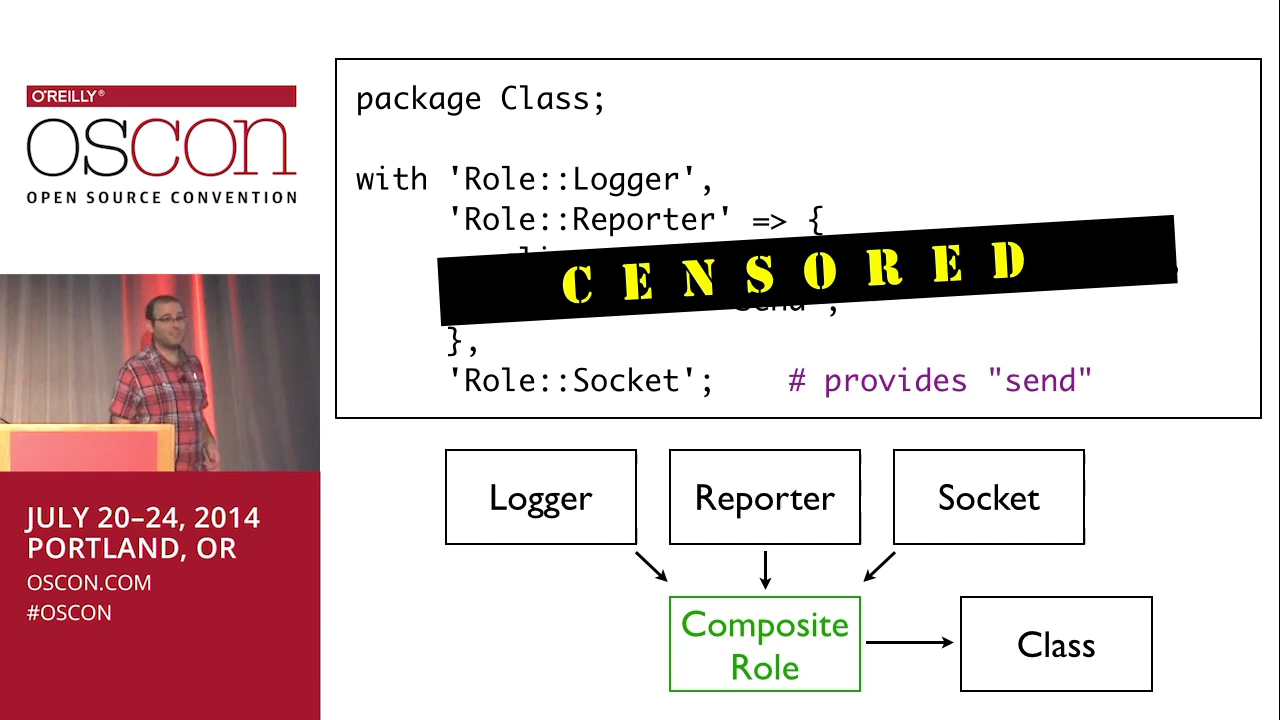 O'REILLY®
OSCON
OPEN SOURCE CONVENTION
JULY 20–24, 2014
PORTLAND, OR
OSCON.COM
#OSCON
package Class;
with 'Role::Logger',
'Role::Reporter' => {
CENSORED
},
'Role::Socket'; # provides "send"
Logger
Reporter
Socket
Composite
Role
Class